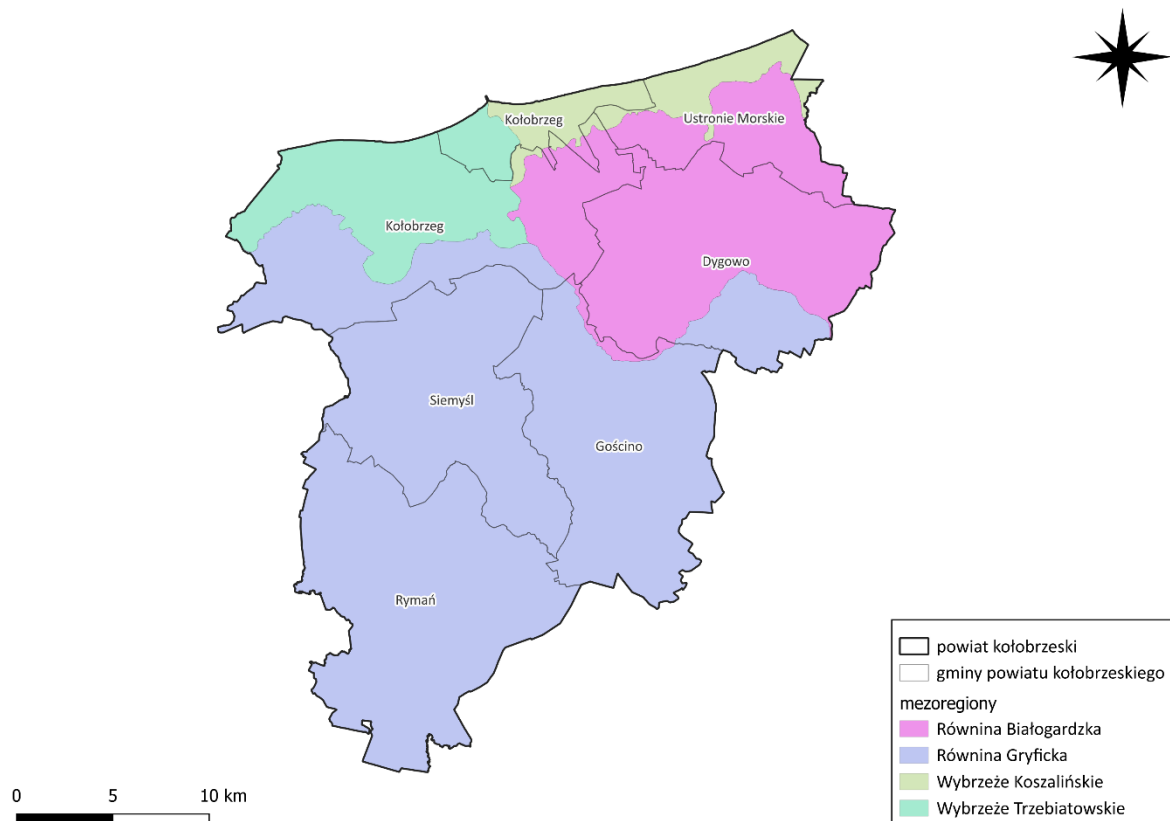 Kołobrzeg
Ustronie Morskie
Kołobrzeg
Dygowo
Siemyśl
Gościno
Rymań
powiat kołobrzeski
gminy powiatu kołobrzeskiego
mezoregiony
Równina Białogardzka
Równina Gryficka
Wybrzeże Koszalińskie
Wybrzeże Trzebiatowskie
0 5 10 km